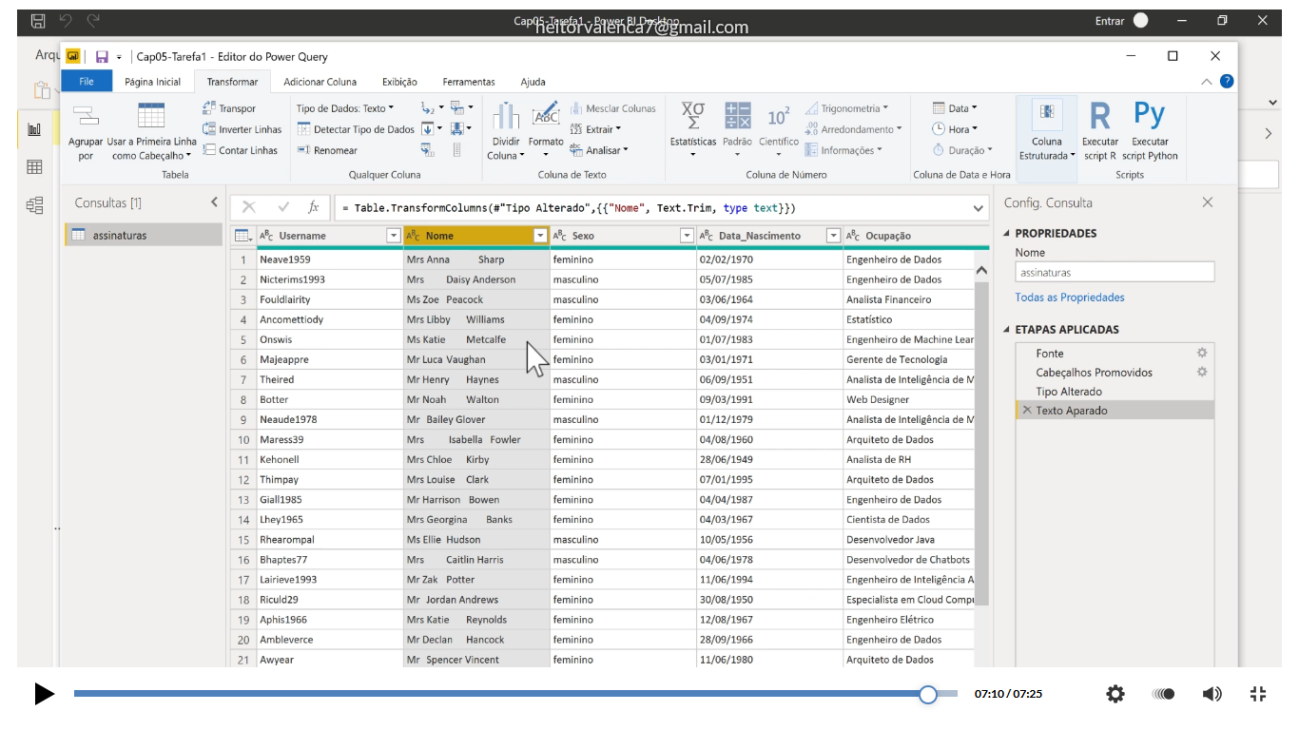 Cap05-Tarefa1 - Power BI Desktop
heitorvalenca7@gmail.com
Entrar
Arqu
Cap05-Tarefa1 - Editor do Power Query
File Página Inicial Transformar Adicionar Coluna Exibição Ferramentas Ajuda
Agrupar por
Usar a Primeira Linha como Cabeçalho
Transpor
Inverter Linhas
Contar Linhas
Tabela
Tipo de Dados: Texto
Detectar Tipo de Dados
Renomear
Qualquer Coluna
Dividir Coluna
Formato
Mesclar Colunas
Extrair
Analisar
Coluna de Texto
Estatísticas
Padrão
Científico
Trigonometria
Arredondamento
Informações
Coluna de Número
Data
Hora
Duração
Coluna de Data e Hora
Coluna Estruturada
Executar script R
Executar script Python
Scripts
Consultas [1]
assinaturas
fx = Table.TransformColumns(#"Tipo Alterado",{{"Nome", Text.Trim, type text}})
Username Nome Sexo Data_Nascimento Ocupação
1 Neave1959 Mrs Anna Sharp feminino 02/02/1970 Engenheiro de Dados
2 Nicterims1993 Mrs Daisy Anderson masculino 05/07/1985 Engenheiro de Dados
3 Fouldlairity Ms Zoe Peacock masculino 03/06/1964 Analista Financeiro
4 Ancomettiody Mrs Libby Williams feminino 04/09/1974 Estatístico
5 Onswis Ms Katie Metcalfe feminino 01/07/1983 Engenheiro de Machine Lear
6 Majeappre Mr Luca Vaughan feminino 03/01/1971 Gerente de Tecnologia
7 Theired Mr Henry Haynes masculino 06/09/1951 Analista de Inteligência de M
8 Botter Mr Noah Walton feminino 09/03/1991 Web Designer
9 Neaude1978 Mr Bailey Glover masculino 01/12/1979 Analista de Inteligência de M
10 Maress39 Mrs Isabella Fowler feminino 04/08/1960 Arquiteto de Dados
11 Kehonell Mrs Chloe Kirby feminino 28/06/1949 Analista de RH
12 Thimpay Mrs Louise Clark feminino 07/01/1995 Arquiteto de Dados
13 Giall1985 Mr Harrison Bowen feminino 04/04/1987 Engenheiro de Dados
14 Lhey1965 Mrs Georgina Banks feminino 04/03/1967 Cientista de Dados
15 Rhearompal Ms Ellie Hudson masculino 10/05/1956 Desenvolvedor Java
16 Bhaptes77 Mrs Caitlin Harris masculino 04/06/1978 Desenvolvedor de Chatbots
17 Lairieve1993 Mr Zak Potter feminino 11/06/1994 Engenheiro de Inteligência A
18 Riculd29 Mr Jordan Andrews feminino 30/08/1950 Especialista em Cloud Compu
19 Aphis1966 Mrs Katie Reynolds feminino 12/08/1967 Engenheiro Elétrico
20 Ambleverce Mr Declan Hancock feminino 28/09/1966 Engenheiro de Dados
21 Awyear Mr Spencer Vincent feminino 11/06/1980 Arquiteto de Dados
Config. Consulta
PROPRIEDADES
Nome
assinaturas
Todas as Propriedades
ETAPAS APLICADAS
Fonte
Cabeçalhos Promovidos
Tipo Alterado
Texto Aparado
07:10 / 07:25